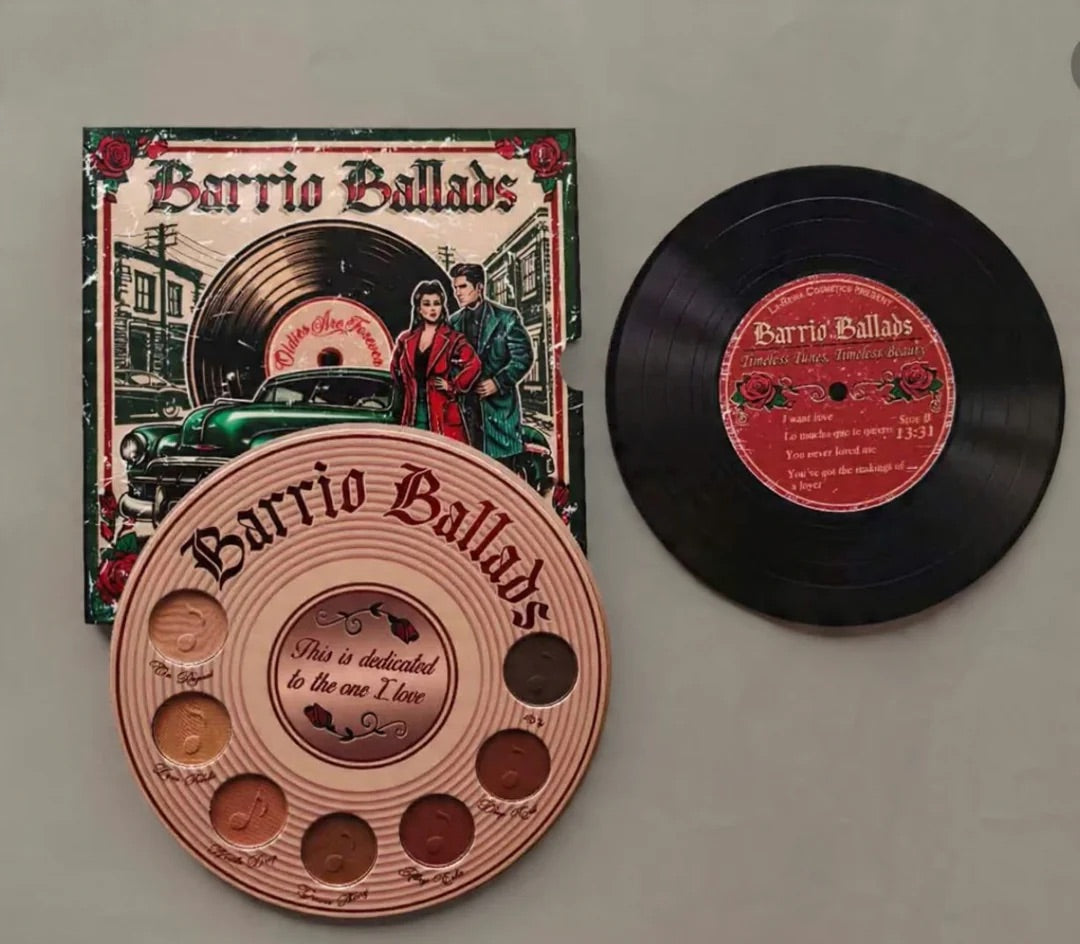 Barrio Ballads
Oldies Are Forever
Barrio Ballads
This is dedicated
to the one I love
La-Reina Cosmetics Present
Barrio Ballads
Timeless Tunes, Timeless Beauty
I want love
Side B
Lo mucho que te quiero
13:31
You never loved me
You've got the makings of
a lover